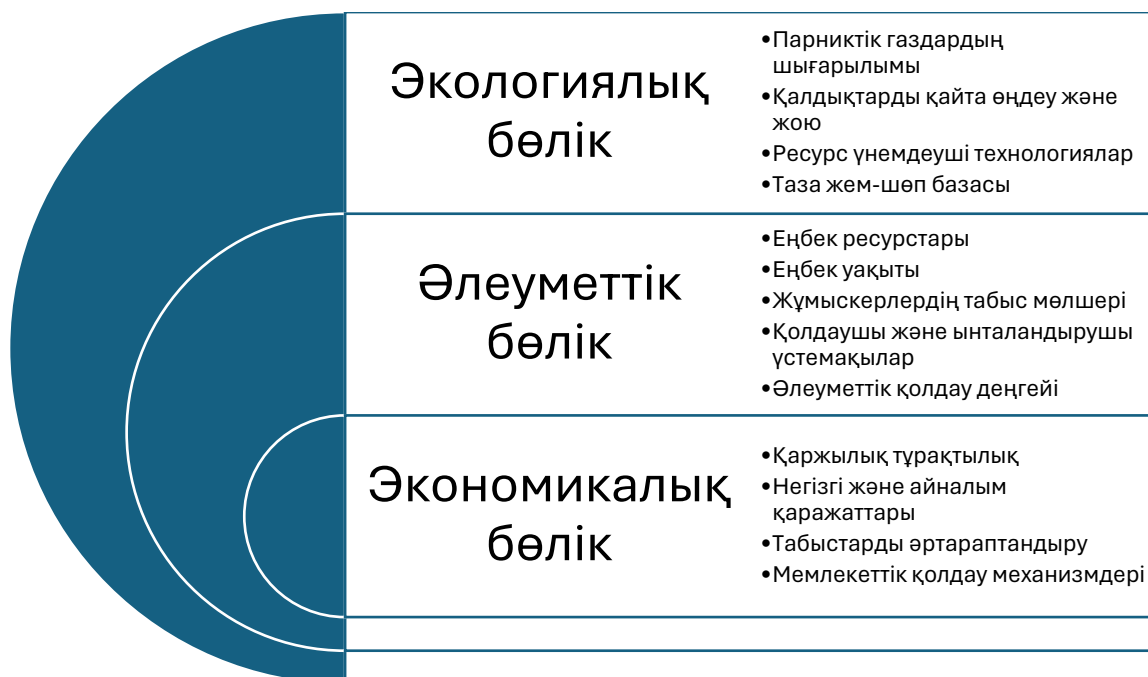 Экологиялық
бөлік
•Парниктік газдардың
шығарылымы
•Қалдықтарды қайта өңдеу және
жою
•Ресурс үнемдеуші технологиялар
•Таза жем-шөп базасы
Әлеуметтік
бөлік
•Еңбек ресурстары
•Еңбек уақыты
•Жұмыскерлердің табыс мөлшері
•Қолдаушы және ынталандырушы
үстемақылар
•Әлеуметтік қолдау деңгейі
Экономикалық
бөлік
•Қаржылық тұрақтылық
•Негізгі және айналым
қаражаттары
•Табыстарды әртараптандыру
•Мемлекеттік қолдау механизмдері